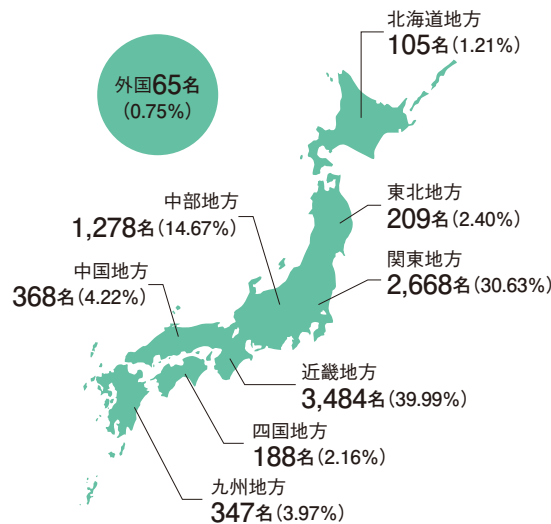 北海道地方
105名(1.21%)
外国65名
(0.75%)
中部地方
1,278名(14.67%)
東北地方
209名(2.40%)
関東地方
2,668名(30.63%)
中国地方
368名(4.22%)
近畿地方
3,484名(39.99%)
四国地方
188名(2.16%)
九州地方
347名(3.97%)